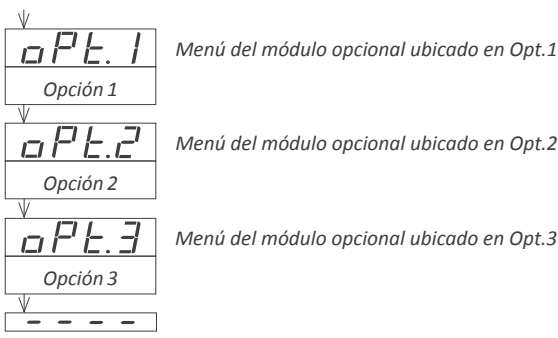 oPt.1 Menú del módulo opcional ubicado en Opt.1
Opción 1
oPt.2 Menú del módulo opcional ubicado en Opt.2
Opción 2
oPt.3 Menú del módulo opcional ubicado en Opt.3
Opción 3
- - - -